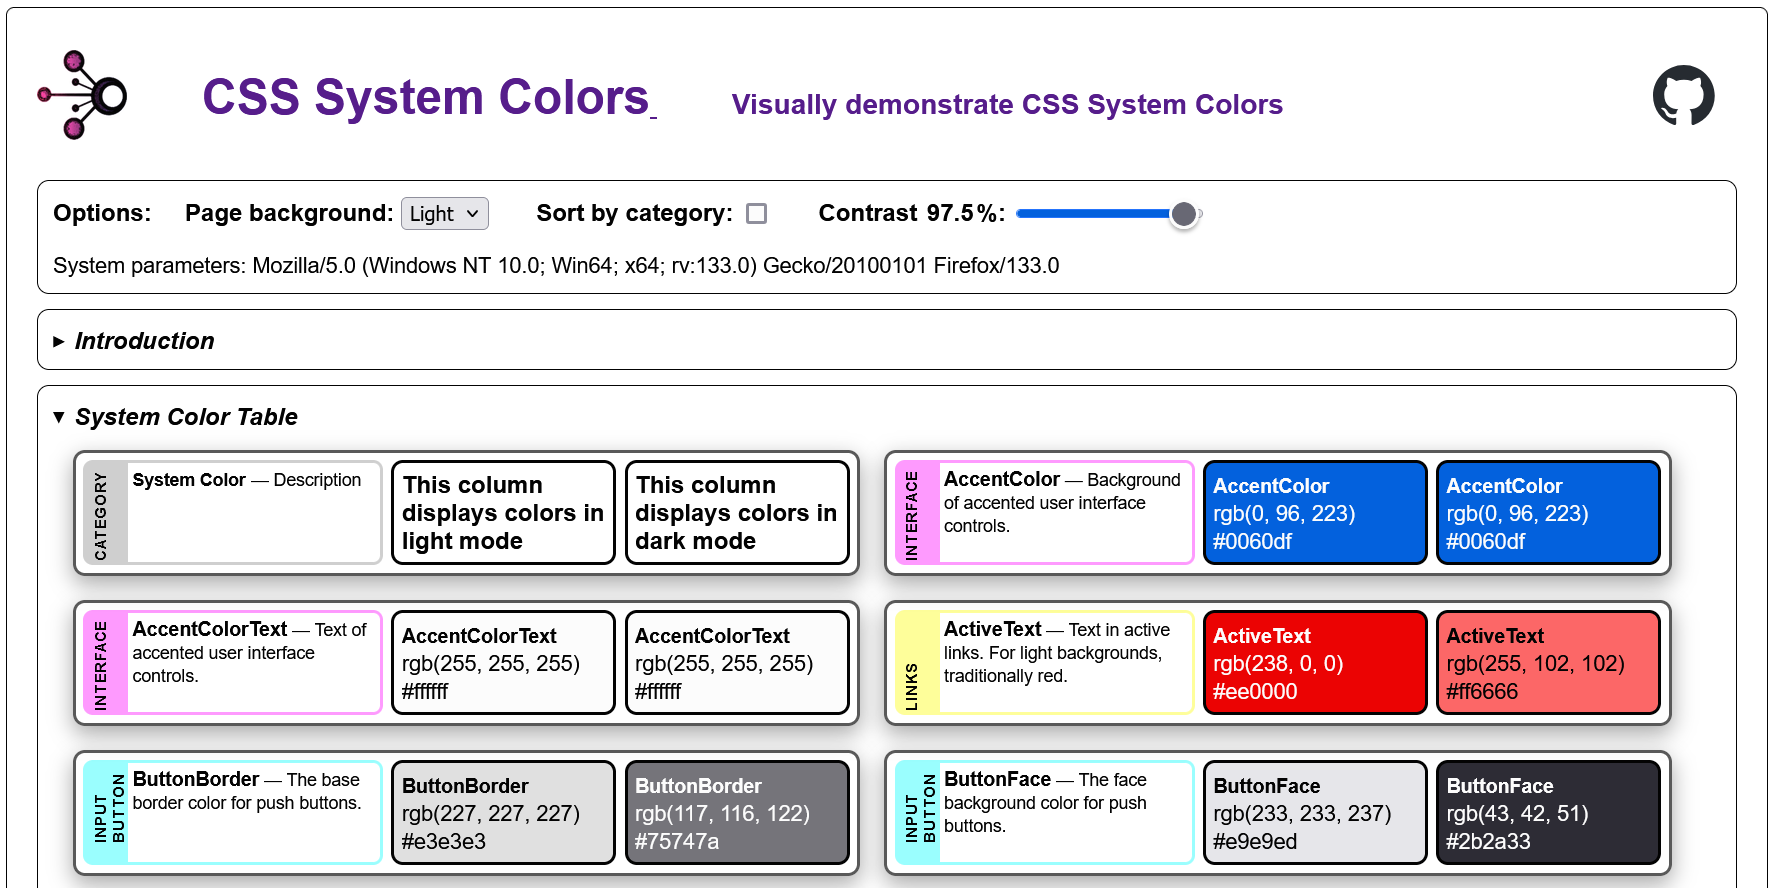 CSS System Colors
Visually demonstrate CSS System Colors
Options: Page background: Light Sort by category: Contrast 97.5%:
System parameters: Mozilla/5.0 (Windows NT 10.0; Win64; x64; rv:133.0) Gecko/20100101 Firefox/133.0
Introduction
System Color Table
CATEGORY
System Color — Description
This column
displays colors in
light mode
This column
displays colors in
dark mode
INTERFACE
AccentColor — Background
of accented user interface
controls.
AccentColor
rgb(0, 96, 223)
#0060df
AccentColor
rgb(0, 96, 223)
#0060df
INTERFACE
AccentColorText — Text of
accented user interface
controls.
AccentColorText
rgb(255, 255, 255)
#ffffff
AccentColorText
rgb(255, 255, 255)
#ffffff
LINKS
ActiveText — Text in active
links. For light backgrounds,
traditionally red.
ActiveText
rgb(238, 0, 0)
#ee0000
ActiveText
rgb(255, 102, 102)
#ff6666
INPUT
BUTTON
ButtonBorder — The base
border color for push buttons.
ButtonBorder
rgb(227, 227, 227)
#e3e3e3
ButtonBorder
rgb(117, 116, 122)
#75747a
INPUT
BUTTON
ButtonFace — The face
background color for push
buttons.
ButtonFace
rgb(233, 233, 237)
#e9e9ed
ButtonFace
rgb(43, 42, 51)
#2b2a33